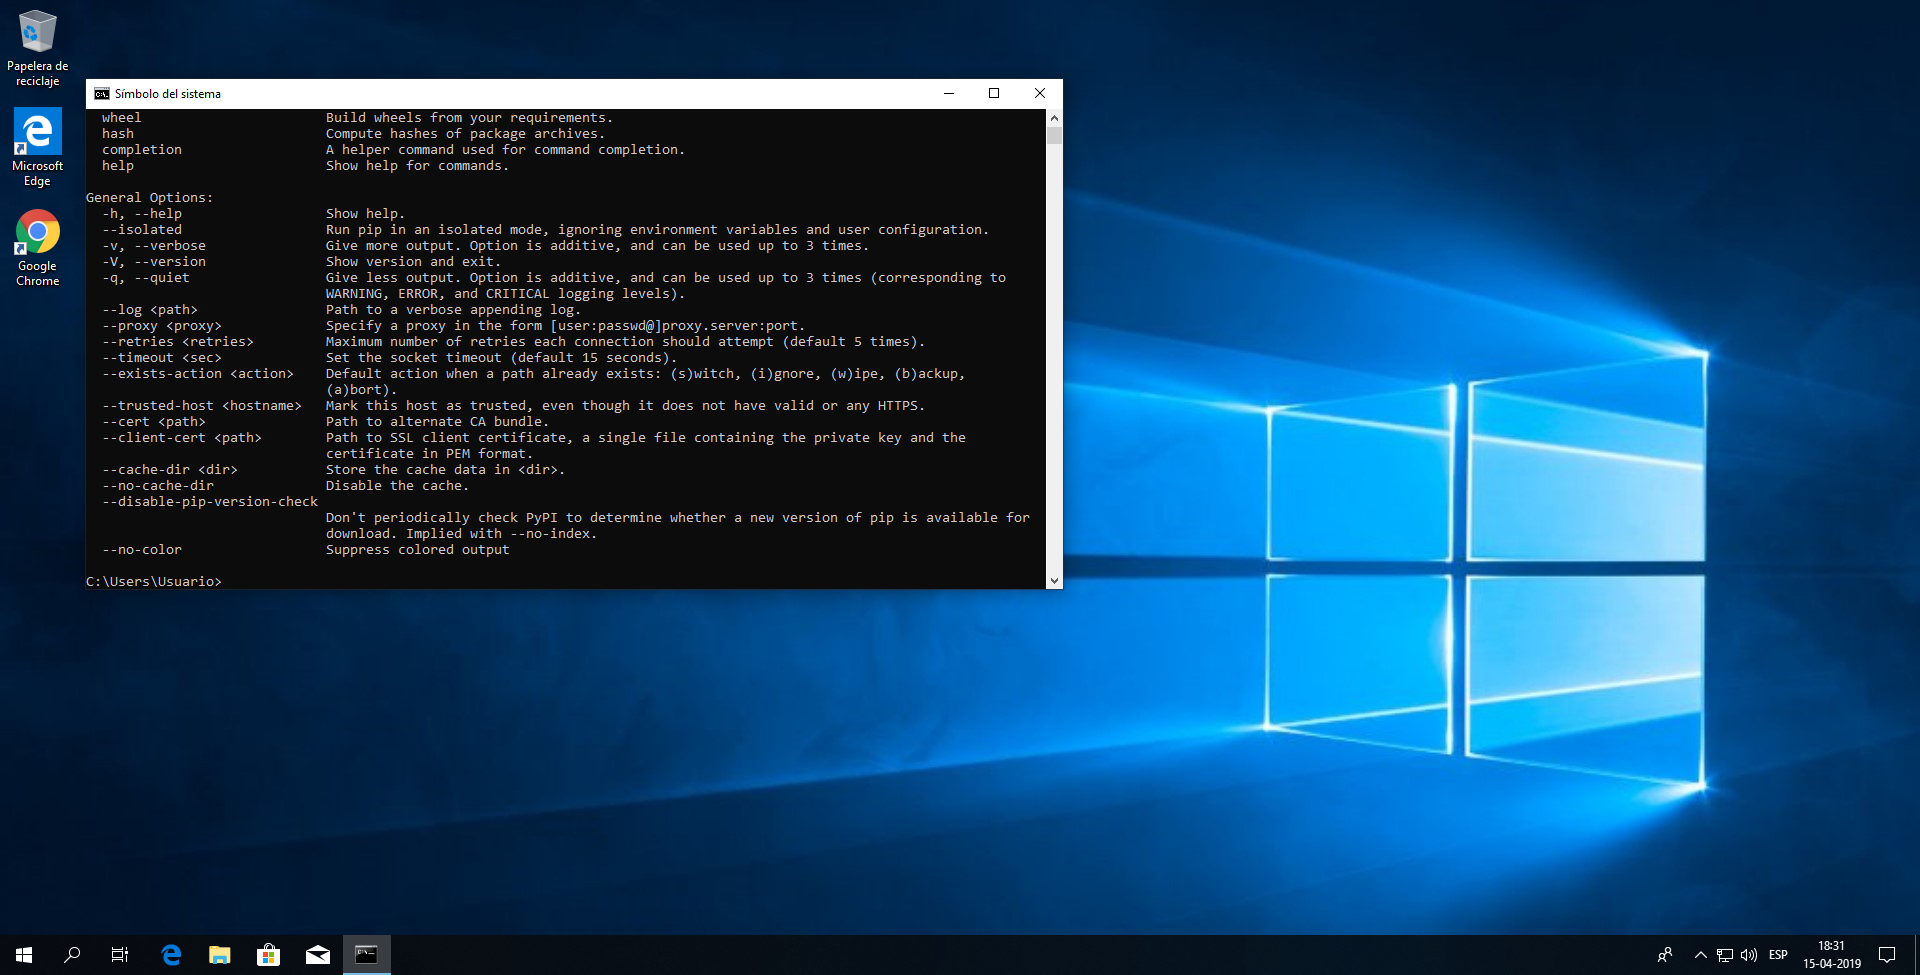 Papelera de
reciclaje
Microsoft
Edge
Google
Chrome
Símbolo del sistema
wheel Build wheels from your requirements.
hash Compute hashes of package archives.
completion A helper command used for command completion.
help Show help for commands.
General Options:
-h, --help Show help.
--isolated Run pip in an isolated mode, ignoring environment variables and user configuration.
-v, --verbose Give more output. Option is additive, and can be used up to 3 times.
-V, --version Show version and exit.
-q, --quiet Give less output. Option is additive, and can be used up to 3 times (corresponding to
WARNING, ERROR, and CRITICAL logging levels).
--log <path> Path to a verbose appending log.
--proxy <proxy> Specify a proxy in the form [user:passwd@]proxy.server:port.
--retries <retries> Maximum number of retries each connection should attempt (default 5 times).
--timeout <sec> Set the socket timeout (default 15 seconds).
--exists-action <action> Default action when a path already exists: (s)witch, (i)gnore, (w)ipe, (b)ackup,
(a)bort).
--trusted-host <hostname> Mark this host as trusted, even though it does not have valid or any HTTPS.
--cert <path> Path to alternate CA bundle.
--client-cert <path> Path to SSL client certificate, a single file containing the private key and the
certificate in PEM format.
--cache-dir <dir> Store the cache data in <dir>.
--no-cache-dir Disable the cache.
--disable-pip-version-check
Don't periodically check PyPI to determine whether a new version of pip is available for
download. Implied with --no-index.
--no-color Suppress colored output
C:\Users\Usuario>
ESP
18:31
15-04-2019